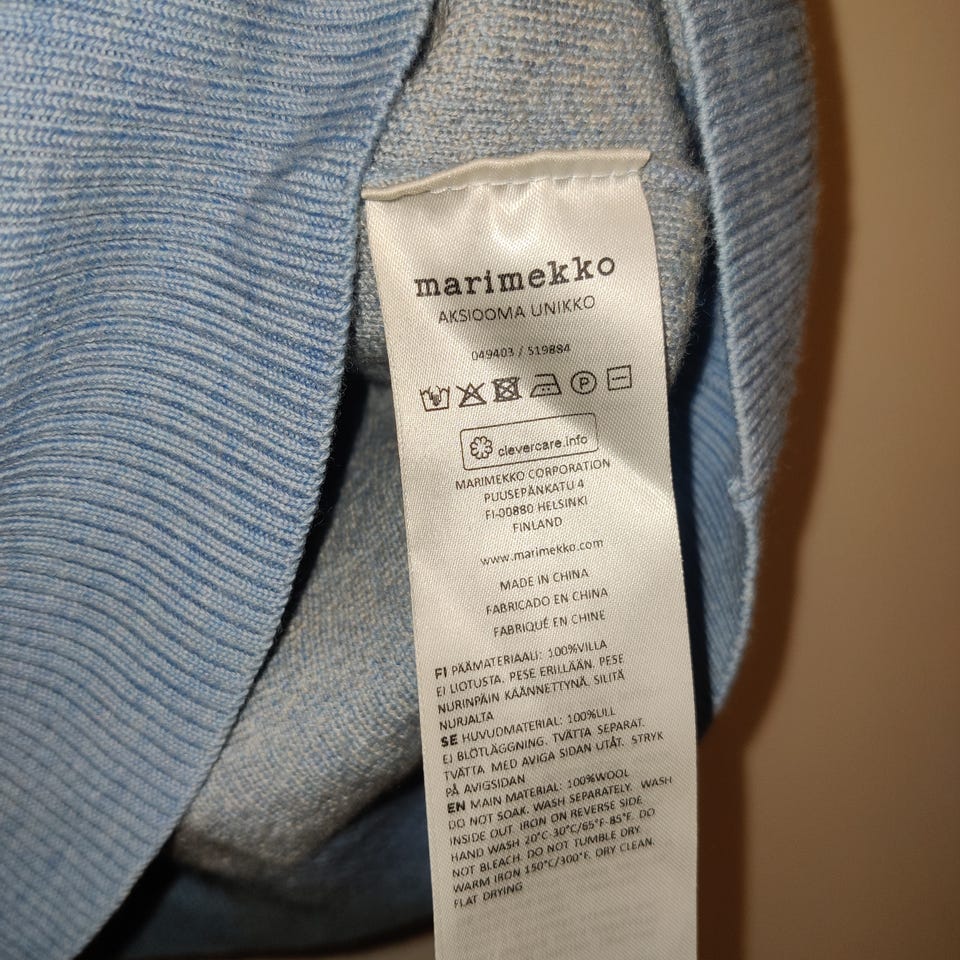 marimekko
AKSIOOMA UNIKKO
049403 / 519884
P
clevercare.info
MARIMEKKO CORPORATION
PUUSEPÄNKATU 4
FI-00880 HELSINKI
FINLAND
www.marimekko.com
MADE IN CHINA
FABRICADO EN CHINA
FABRIQUÉ EN CHINE
FI PÄÄMATERIAALI: 100%VILLA
EI LIOTUSTA. PESE ERILLÄÄN. PESE
NURINPÄIN KÄÄNNETTYNÄ. SILITÄ
NURJALTA
SE HUVUDMATERIAL: 100%ULL
EJ BLÖTLÄGGNING. TVÄTTA SEPARAT.
TVÄTTA MED AVIGA SIDAN UTÅT. STRYK
PÅ AVIGSIDAN
EN MAIN MATERIAL: 100%WOOL
DO NOT SOAK. WASH SEPARATELY. WASH
INSIDE OUT. IRON ON REVERSE SIDE.
HAND WASH 20°C-30°C/65°F-85°F. DO
NOT BLEACH. DO NOT TUMBLE DRY.
WARM IRON 150°C/300°F. DRY CLEAN.
FLAT DRYING